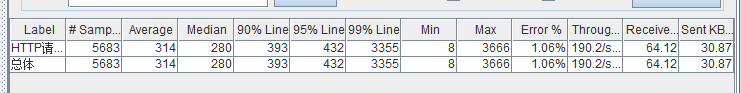 Label # Samp... Average Median 90% Line 95% Line 99% Line Min Max Error % Throug... Receive... Sent KB...
HTTP请... 5683 314 280 393 432 3355 8 3666 1.06% 190.2/s... 64.12 30.87
总体 5683 314 280 393 432 3355 8 3666 1.06% 190.2/s... 64.12 30.87